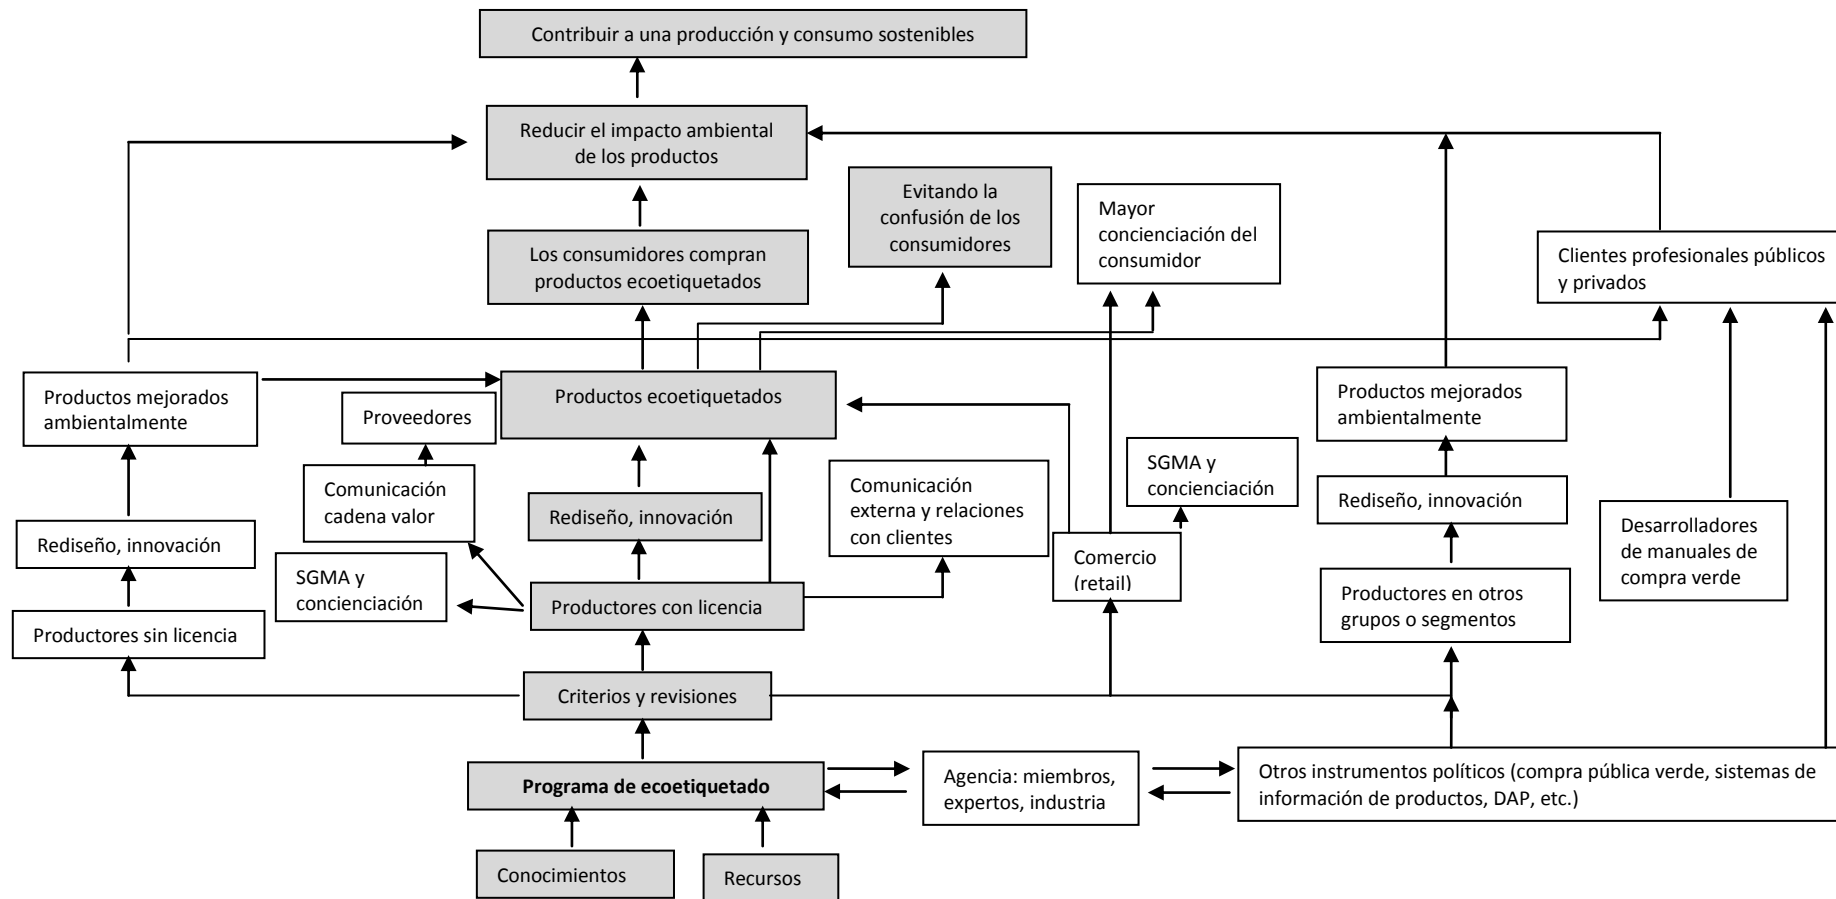 Contribuir a una producción y consumo sostenibles
Reducir el impacto ambiental
de los productos
Evitando la
confusión de los
consumidores
Mayor
concienciación del
consumidor
Los consumidores compran
productos ecoetiquetados
Clientes profesionales públicos
y privados
Productos mejorados
ambientalmente
Proveedores
Productos ecoetiquetados
Productos mejorados
ambientalmente
Comunicación
cadena valor
Rediseño, innovación
Comunicación
externa y relaciones
con clientes
SGMA y
concienciación
Rediseño, innovación
Desarrolladores
de manuales de
compra verde
Rediseño, innovación
SGMA y
concienciación
Productores con licencia
Comercio
(retail)
Productores en otros
grupos o segmentos
Productores sin licencia
Criterios y revisiones
Programa de ecoetiquetado
Agencia: miembros,
expertos, industria
Otros instrumentos políticos (compra pública verde, sistemas de
información de productos, DAP, etc.)
Conocimientos
Recursos